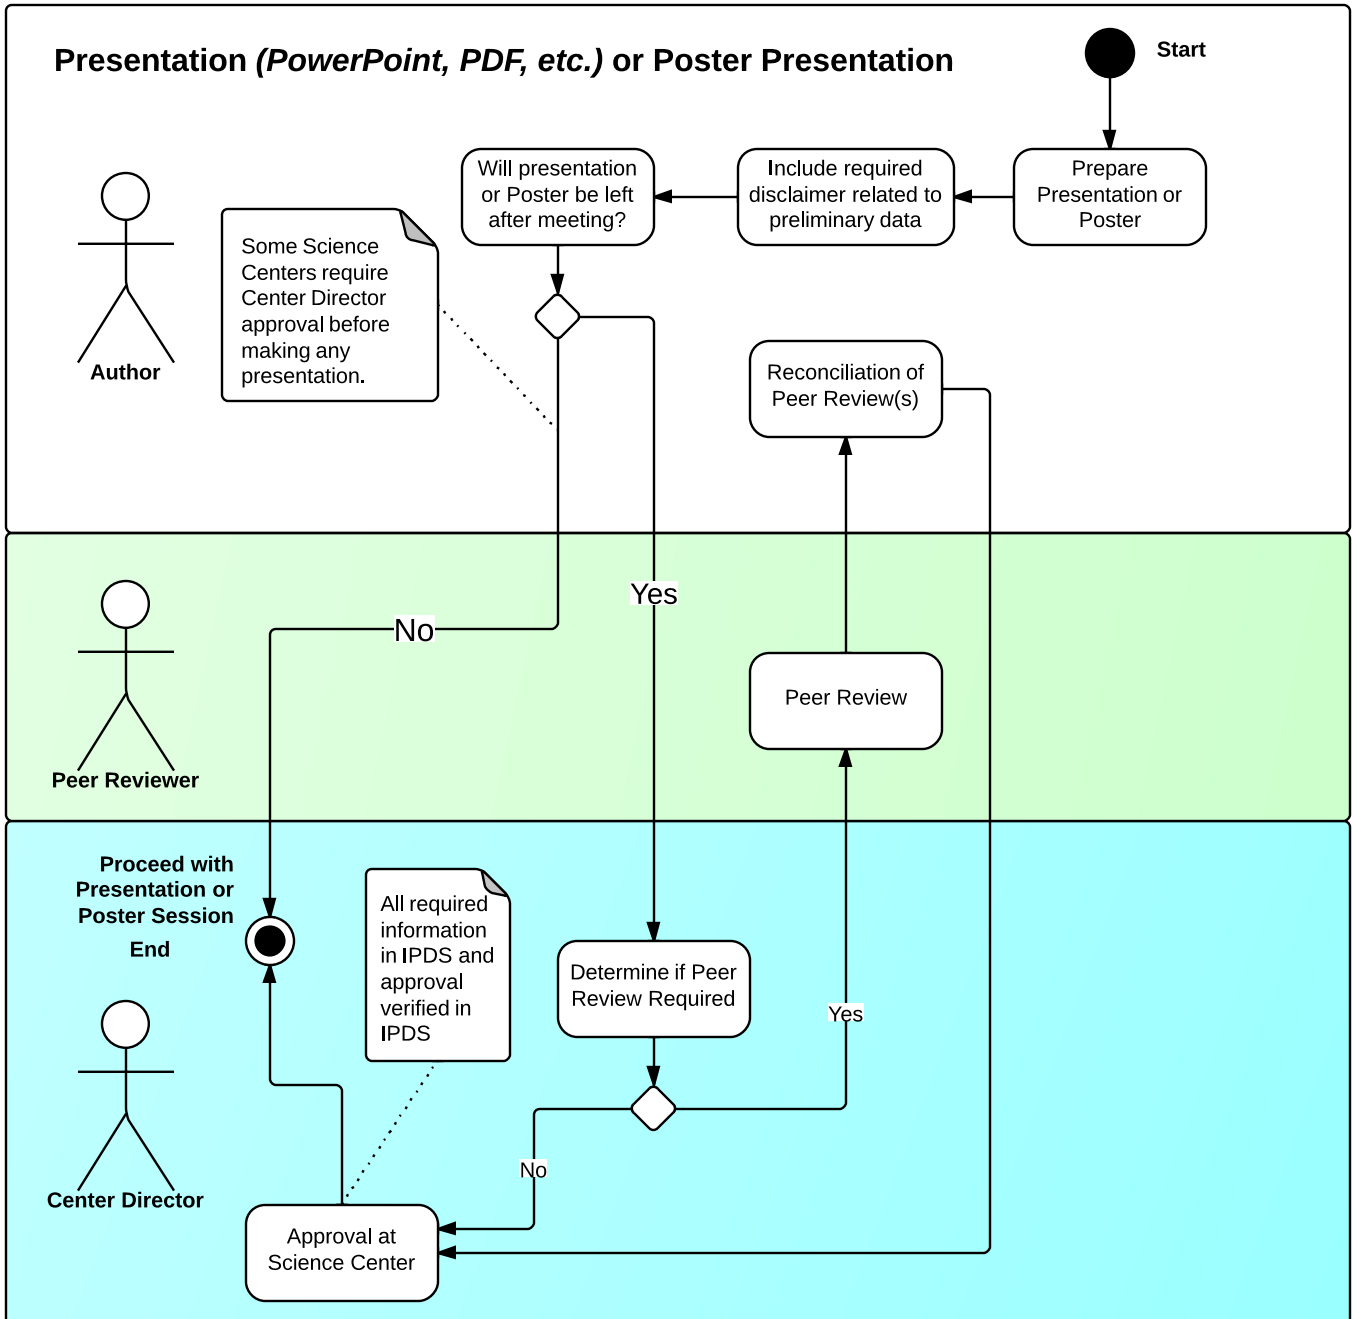 Presentation (PowerPoint, PDF, etc.) or Poster Presentation
Start
Will presentation
or Poster be left
after meeting?
Include required
disclaimer related to
preliminary data
Prepare
Presentation or
Poster
Some Science
Centers require
Center Director
approval before
making any
presentation.
Author
Reconciliation of
Peer Review(s)
Yes
No
Peer Review
Peer Reviewer
Proceed with
Presentation or
Poster Session
End
All required
information
in IPDS and
approval
verified in
IPDS
Determine if Peer
Review Required
Yes
No
Center Director
Approval at
Science Center